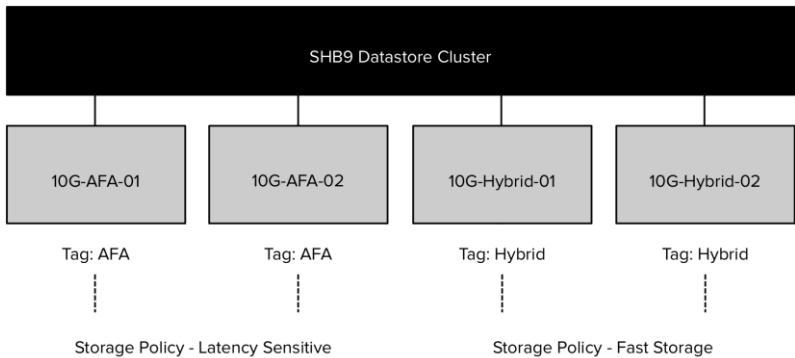 SHB9 Datastore Cluster
10G-AFA-01
10G-AFA-02
10G-Hybrid-01
10G-Hybrid-02
Tag: AFA
Tag: AFA
Tag: Hybrid
Tag: Hybrid
Storage Policy - Latency Sensitive
Storage Policy - Fast Storage